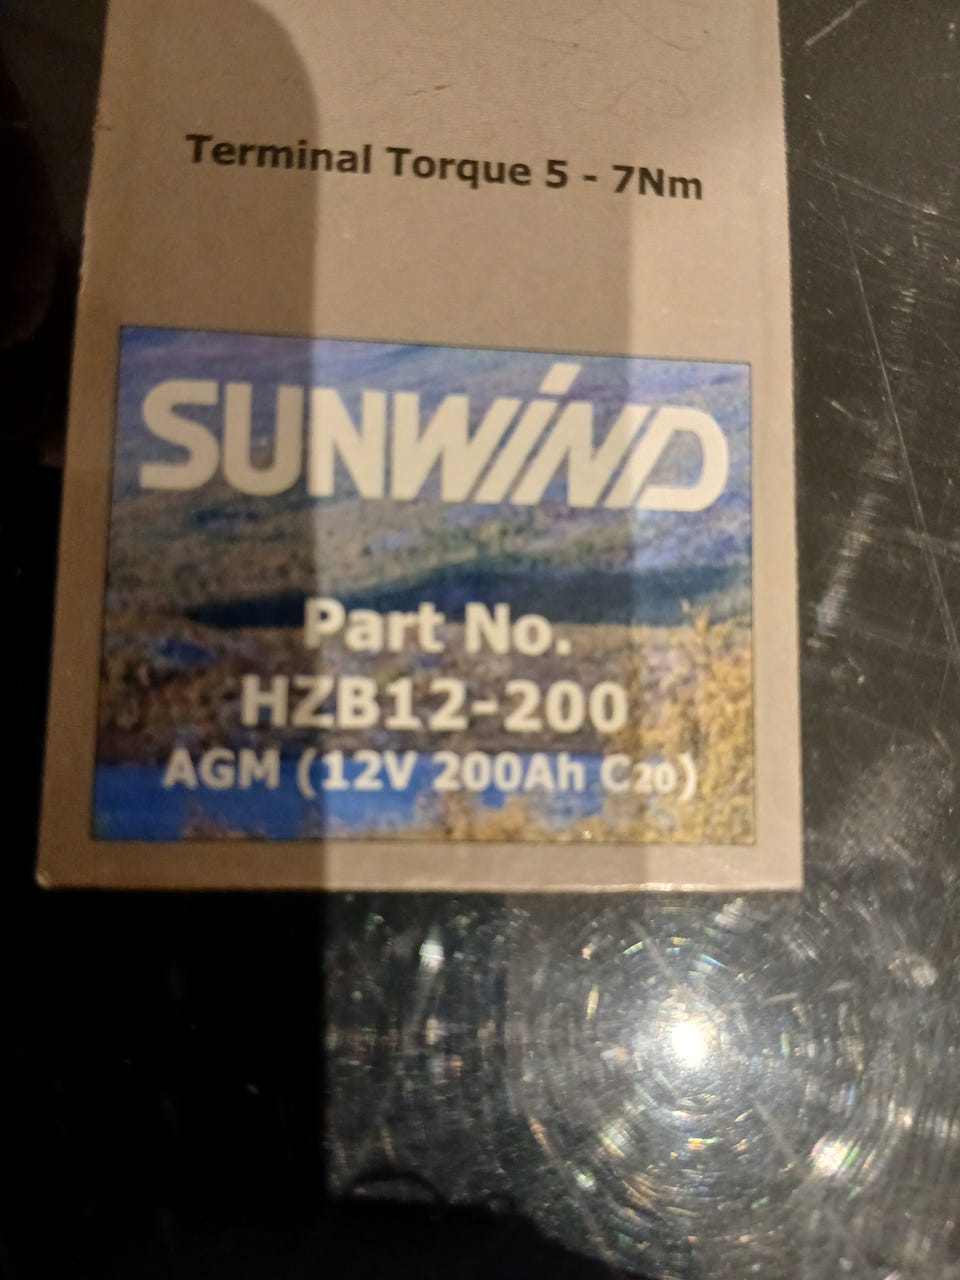 Terminal Torque 5 - 7Nm
SUNWIND
Part No.
HZB12-200
AGM (12V 200Ah C20)